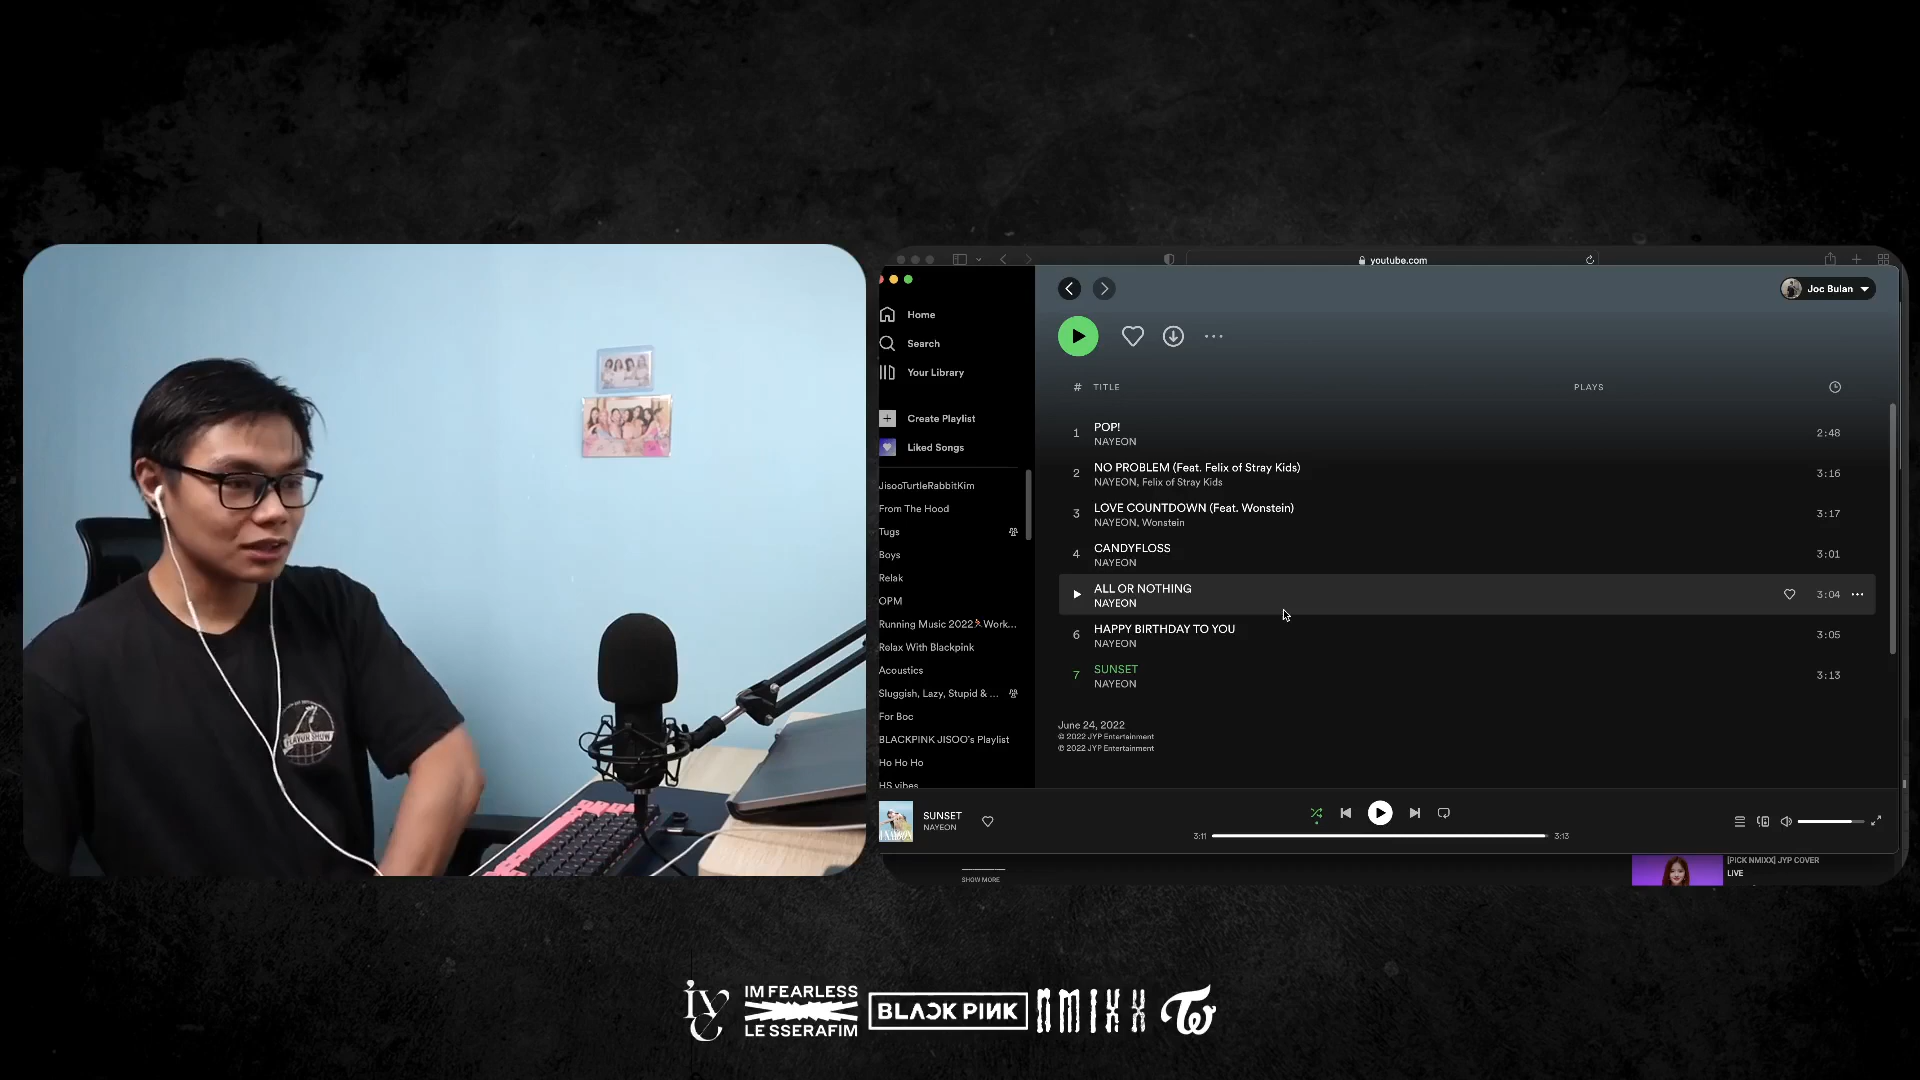 youtube.com
Joc Bulan
Home
Search
Your Library
Create Playlist
Liked Songs
JisooTurtleRabbitKim
From The Hood
Tugs
Boys
Relak
OPM
Running Music 2022🏃Work...
Relax With Blackpink
Acoustics
Sluggish, Lazy, Stupid & ...
For Boc
BLACKPINK JISOO's Playlist
Ho Ho Ho
HS vibes
# TITLE PLAYS
1 POP! 2:48
NAYEON
2 NO PROBLEM (Feat. Felix of Stray Kids) 3:16
NAYEON, Felix of Stray Kids
3 LOVE COUNTDOWN (Feat. Wonstein) 3:17
NAYEON, Wonstein
4 CANDYFLOSS 3:01
NAYEON
ALL OR NOTHING 3:04
NAYEON
6 HAPPY BIRTHDAY TO YOU 3:05
NAYEON
7 SUNSET 3:13
NAYEON
June 24, 2022
© 2022 JYP Entertainment
℗ 2022 JYP Entertainment
SUNSET
NAYEON
3:11 3:13
SHOW MORE
[PICK NMIXX] JYP COVER
LIVE
PLAYON SHOW
IVE
IM FEARLESS
LE SSERAFIM
BLACKPINK
NMIXX